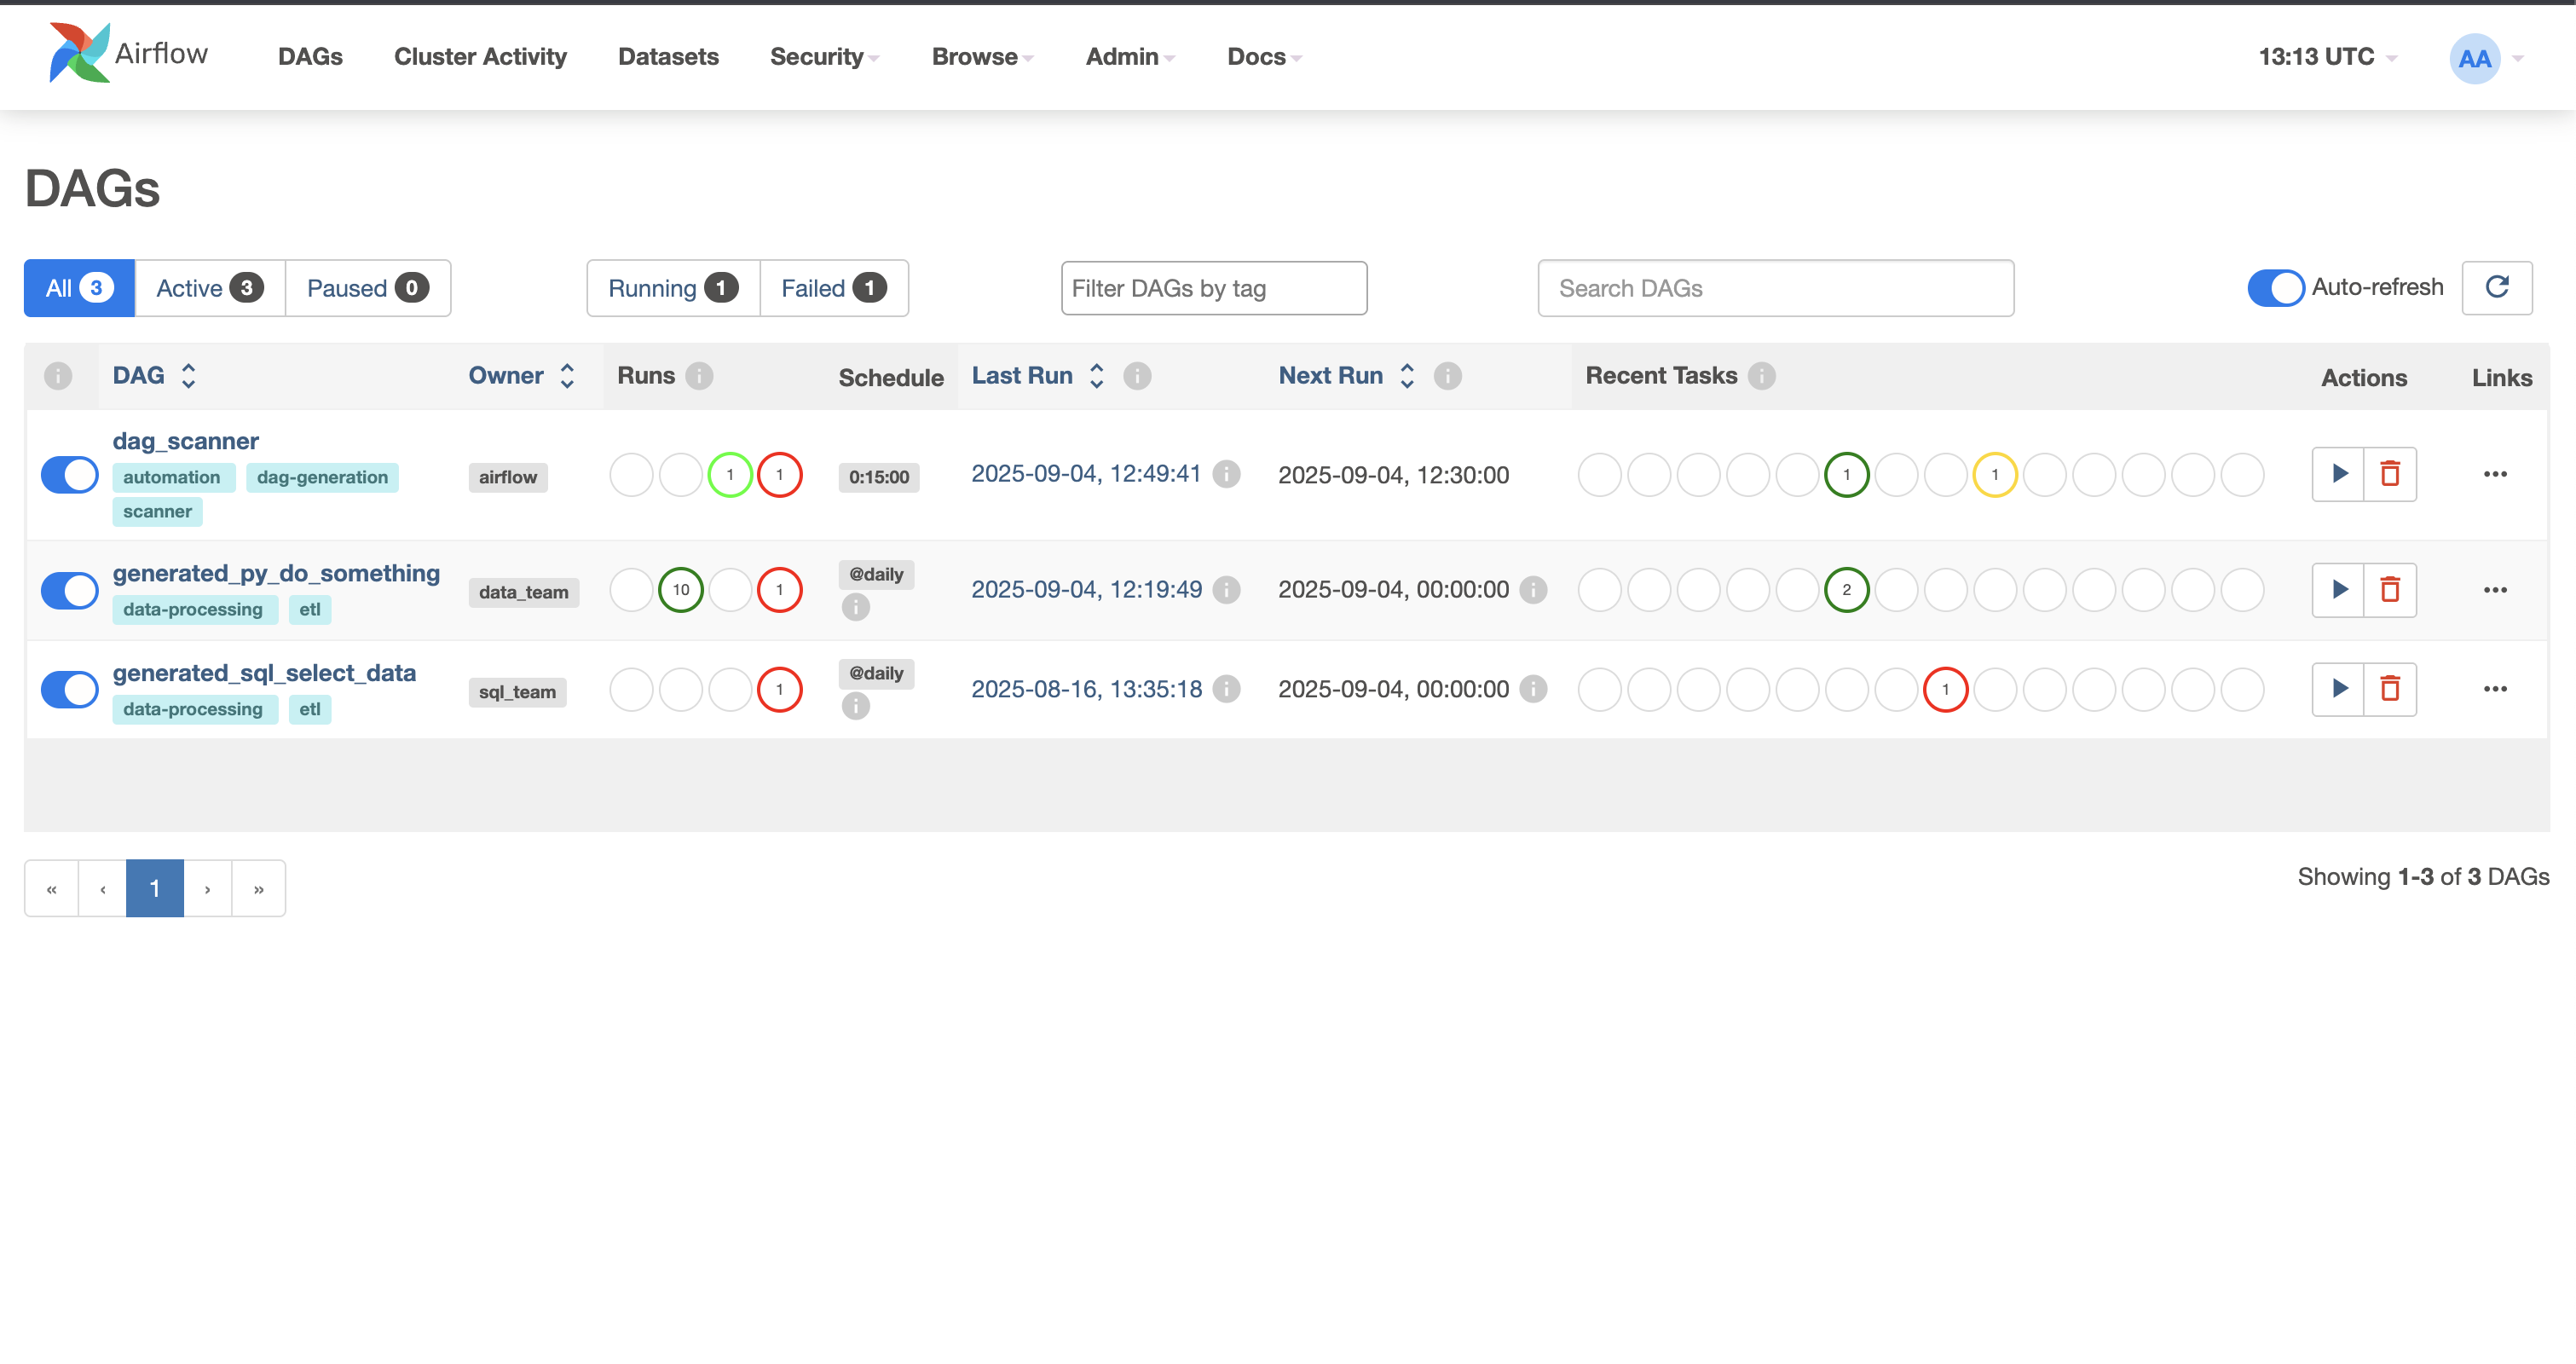 Airflow DAGs Cluster Activity Datasets Security Browse Admin Docs 13:13 UTC AA
DAGs
All 3 Active 3 Paused 0 Running 1 Failed 1 Filter DAGs by tag Search DAGs Auto-refresh
i DAG Owner Runs i Schedule Last Run i Next Run i Recent Tasks i Actions Links
dag_scanner
automation dag-generation airflow 1 1 0:15:00 2025-09-04, 12:49:41 i 2025-09-04, 12:30:00 1 1
scanner
generated_py_do_something @daily
data-processing etl data_team 10 1 i 2025-09-04, 12:19:49 i 2025-09-04, 00:00:00 i 2
generated_sql_select_data @daily
data-processing etl sql_team 1 i 2025-08-16, 13:35:18 i 2025-09-04, 00:00:00 i 1
« ‹ 1 › » Showing 1-3 of 3 DAGs